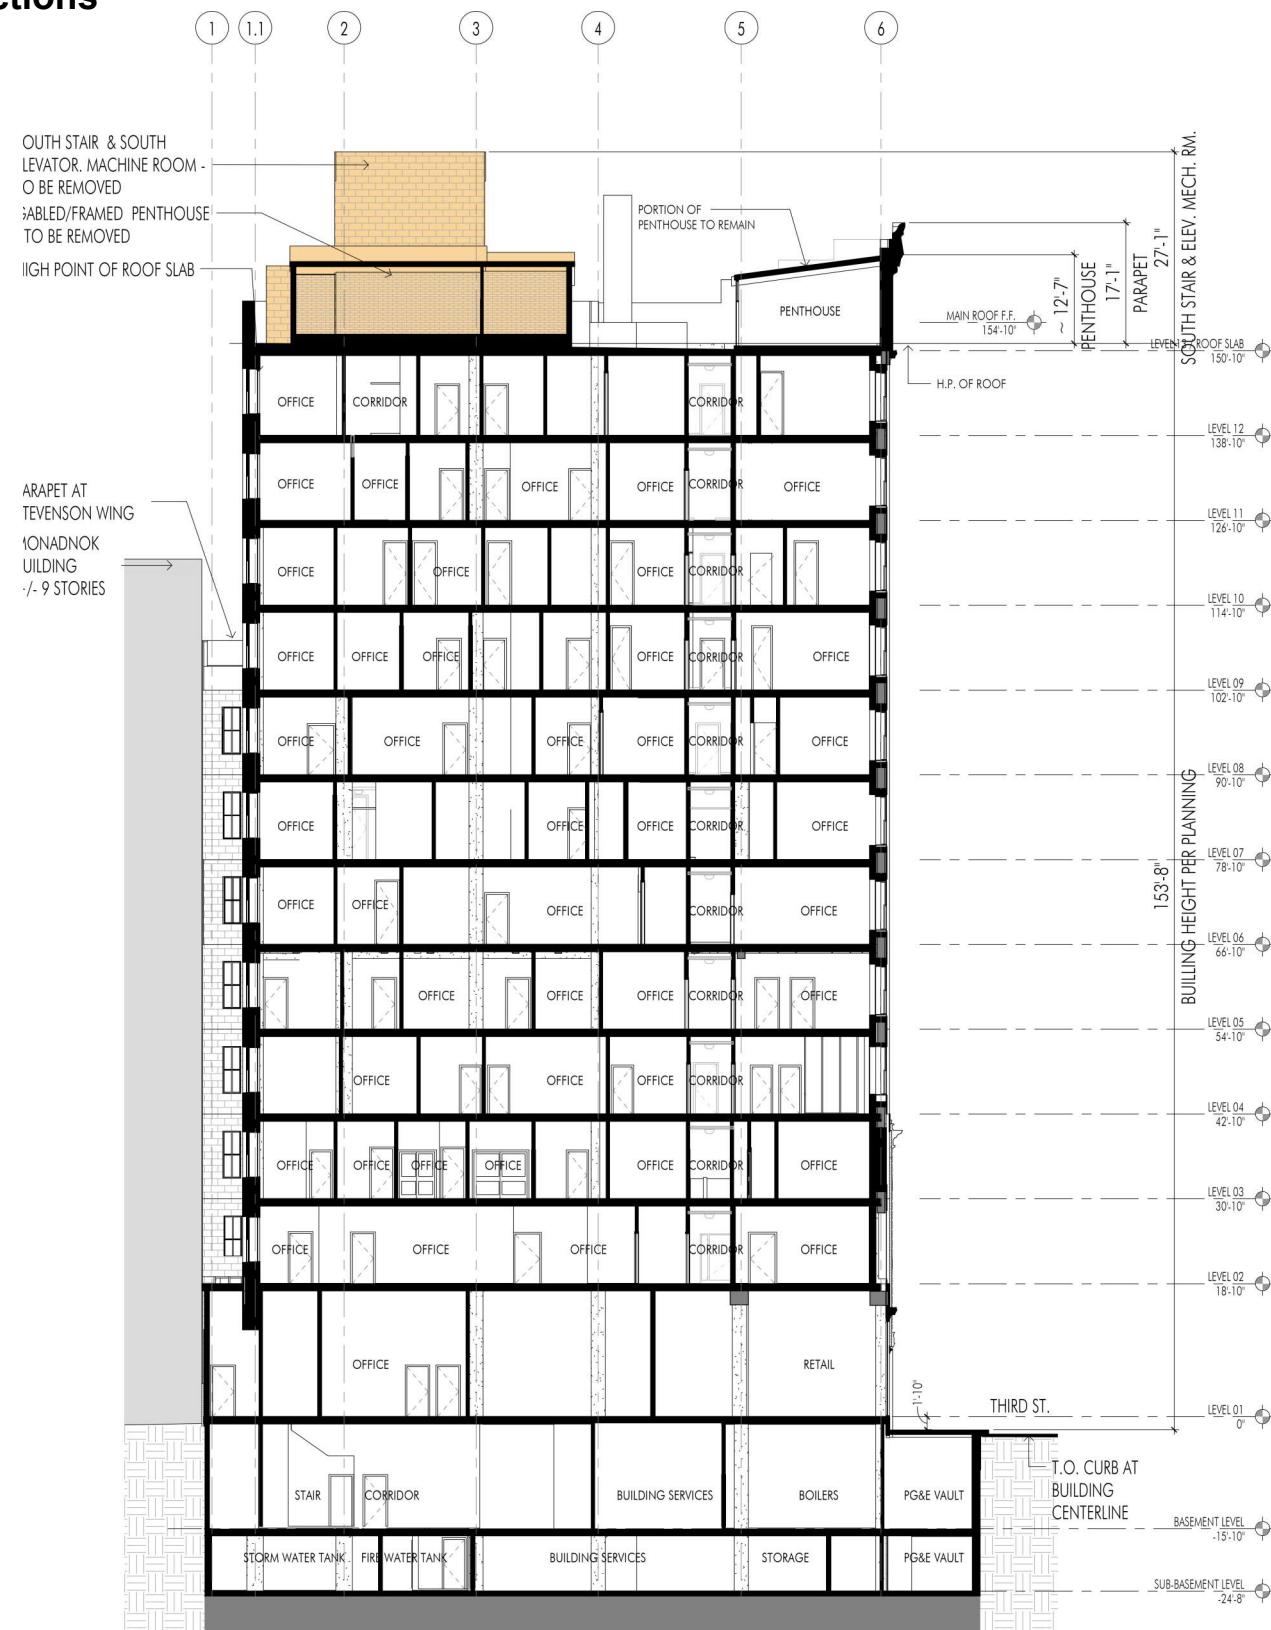 ctions
1 1.1 2 3 4 5 6
OUTH STAIR & SOUTH
LEVATOR. MACHINE ROOM -
O BE REMOVED
ABLED/FRAMED PENTHOUSE
TO BE REMOVED
HIGH POINT OF ROOF SLAB
PORTION OF
PENTHOUSE TO REMAIN
PENTHOUSE
MAIN ROOF F.F.
154'-10"
~ 12'-7"
PENTHOUSE
17'-1"
PARAPET
27'-1"
SOUTH STAIR & ELEV. MECH. RM.
ROOF SLAB
150'-10"
H.P. OF ROOF
OFFICE CORRIDOR CORRIDOR
LEVEL 12
138'-10"
ARAPET AT
TEVENSON WING
OFFICE OFFICE OFFICE OFFICE CORRIDOR OFFICE
LEVEL 11
126'-10"
MONADNOK
UILDING
+/- 9 STORIES
OFFICE OFFICE OFFICE CORRIDOR
LEVEL 10
114'-10"
OFFICE OFFICE OFFICE OFFICE CORRIDOR OFFICE
LEVEL 09
102'-10"
OFFICE OFFICE OFFICE OFFICE CORRIDOR OFFICE
LEVEL 08
90'-10"
OFFICE OFFICE OFFICE CORRIDOR OFFICE
LEVEL 07
78'-10"
153'-8"
BUILLING HEIGHT PER PLANNING
OFFICE OFFICE OFFICE CORRIDOR OFFICE
LEVEL 06
66'-10"
OFFICE OFFICE OFFICE CORRIDOR OFFICE
LEVEL 05
54'-10"
OFFICE OFFICE OFFICE CORRIDOR
LEVEL 04
42'-10"
OFFICE OFFICE OFFICE OFFICE OFFICE CORRIDOR OFFICE
LEVEL 03
30'-10"
OFFICE OFFICE OFFICE CORRIDOR OFFICE
LEVEL 02
18'-10"
OFFICE RETAIL
1'-10"
THIRD ST.
LEVEL 01
0"
T.O. CURB AT
BUILDING
CENTERLINE
STAIR CORRIDOR BUILDING SERVICES BOILERS PG&E VAULT
BASEMENT LEVEL
-15'-10"
STORM WATER TANK FIRE WATER TANK BUILDING SERVICES STORAGE PG&E VAULT
SUB-BASEMENT LEVEL
-24'-8"